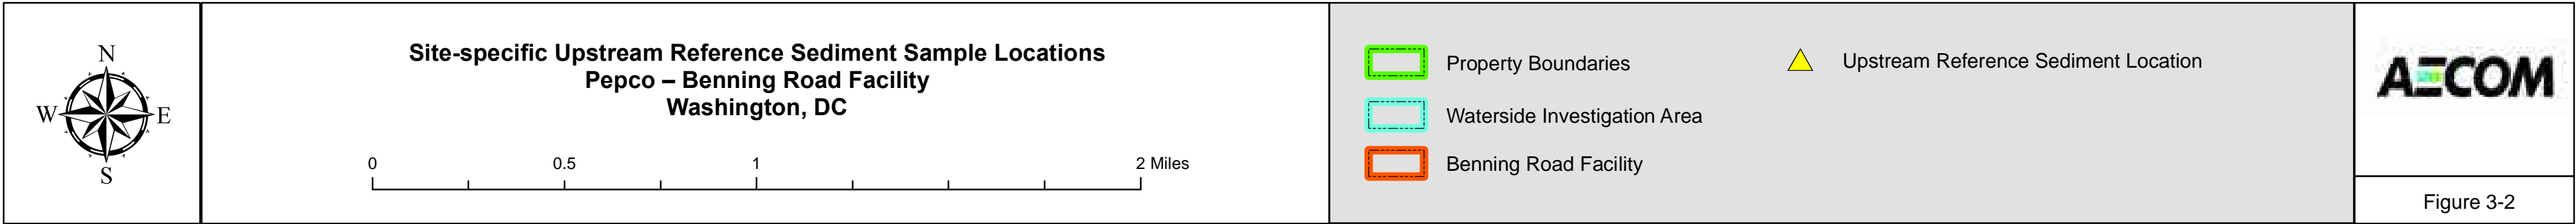 N
W
E
S
Site-specific Upstream Reference Sediment Sample Locations
Pepco – Benning Road Facility
Washington, DC
0 0.5 1 2 Miles
Property Boundaries
Waterside Investigation Area
Benning Road Facility
Upstream Reference Sediment Location
AECOM
Figure 3-2